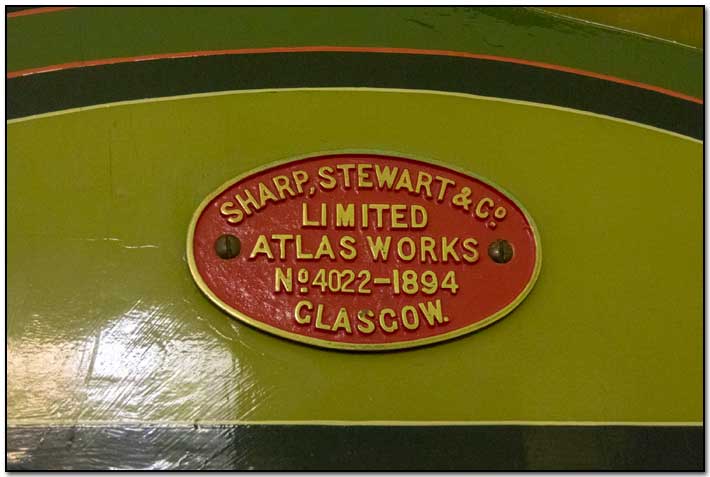 SHARP, STEWART & Cº
LIMITED
ATLAS WORKS
Nº 4022-1894
GLASGOW.